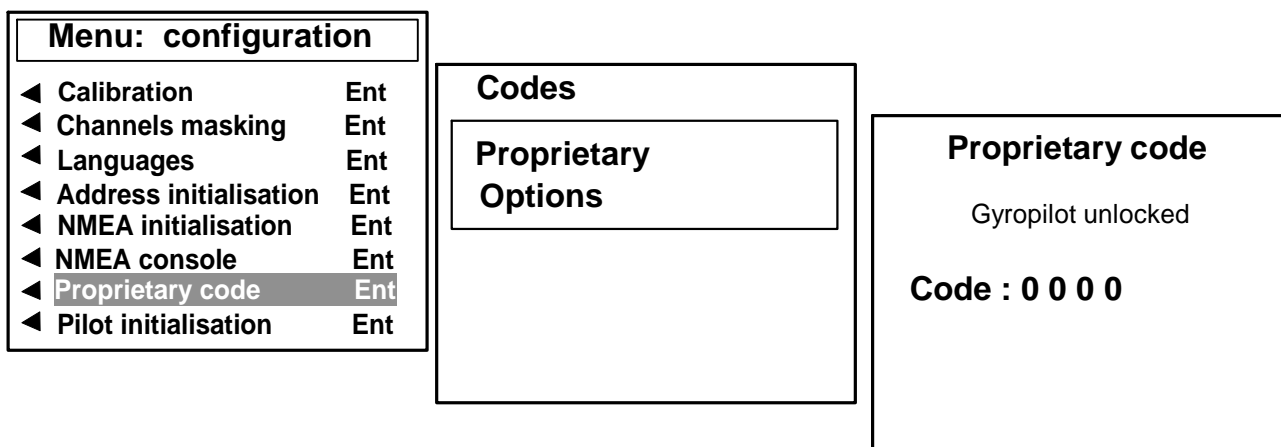 Menu: configuration
◀ Calibration Ent
◀ Channels masking Ent
◀ Languages Ent
◀ Address initialisation Ent
◀ NMEA initialisation Ent
◀ NMEA console Ent
◀ Proprietary code Ent
◀ Pilot initialisation Ent
Codes
Proprietary
Options
Proprietary code
Gyropilot unlocked
Code : 0 0 0 0